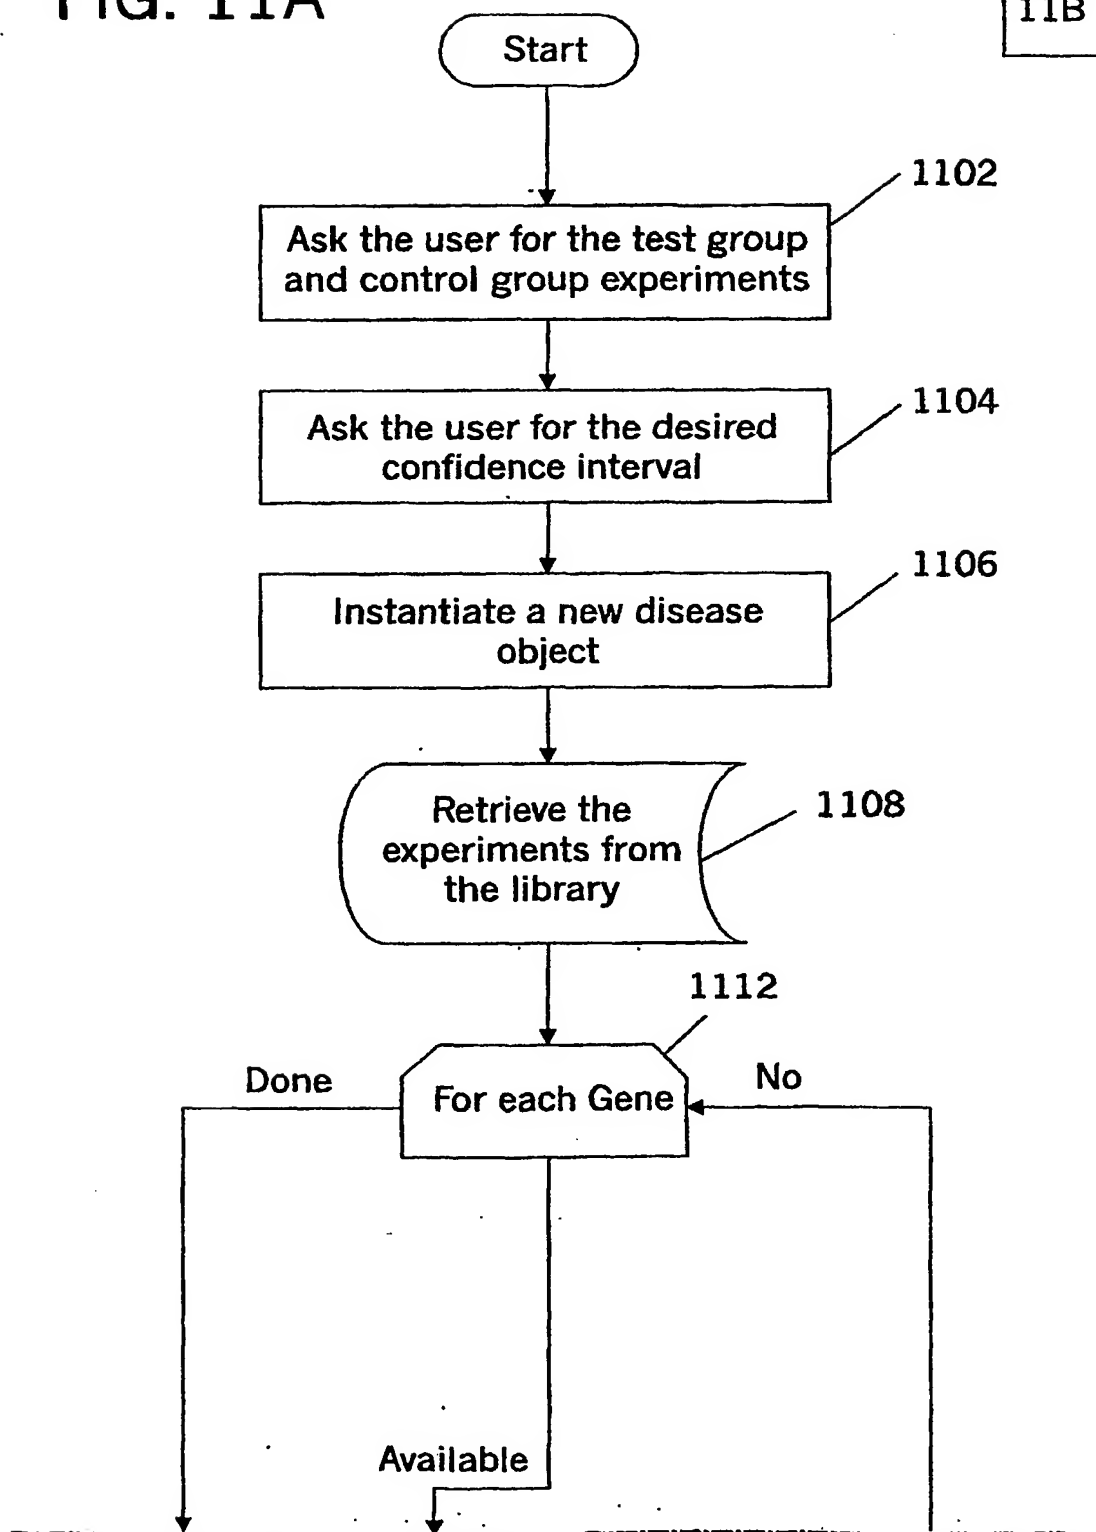 FIG. 11A
11B
Start
1102
Ask the user for the test group
and control group experiments
1104
Ask the user for the desired
confidence interval
1106
Instantiate a new disease
object
1108
Retrieve the
experiments from
the library
1112
Done
For each Gene
No
Available